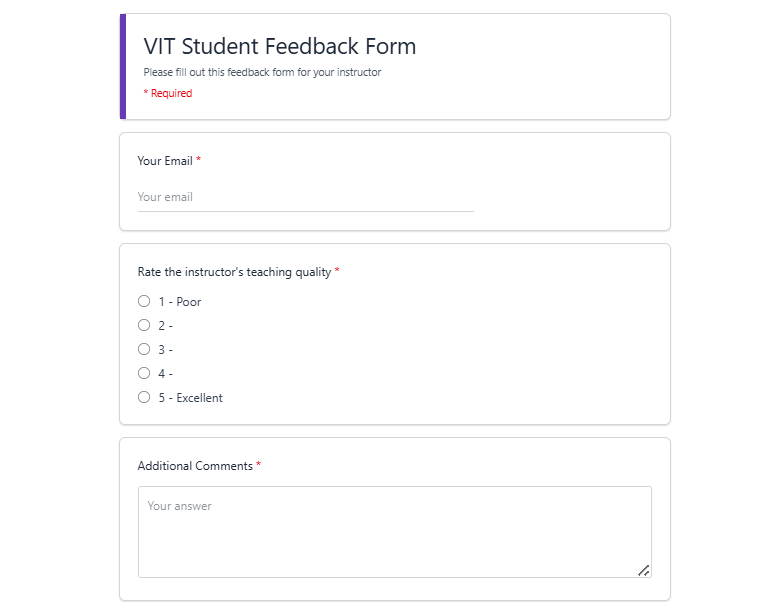 VIT Student Feedback Form
Please fill out this feedback form for your instructor
* Required
Your Email *
Your email
Rate the instructor's teaching quality *
1 - Poor
2 -
3 -
4 -
5 - Excellent
Additional Comments *
Your answer